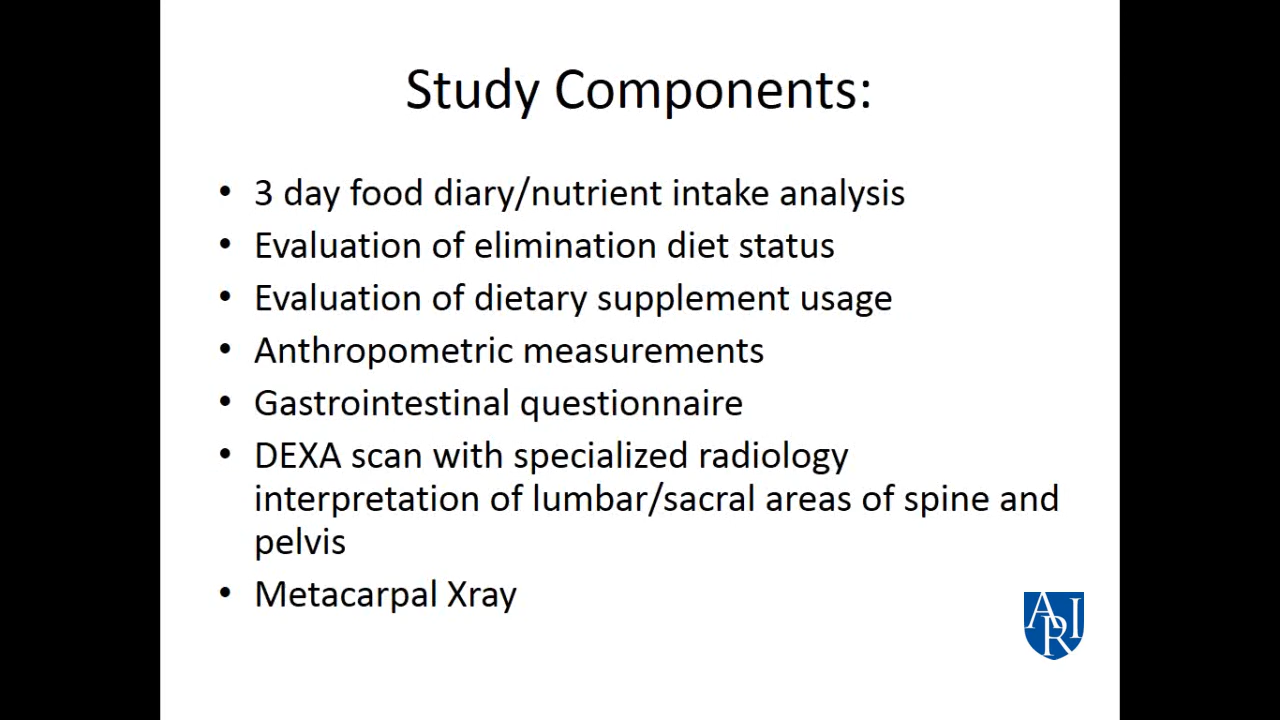 Study Components:
• 3 day food diary/nutrient intake analysis
• Evaluation of elimination diet status
• Evaluation of dietary supplement usage
• Anthropometric measurements
• Gastrointestinal questionnaire
• DEXA scan with specialized radiology
interpretation of lumbar/sacral areas of spine and
pelvis
• Metacarpal Xray
ARI